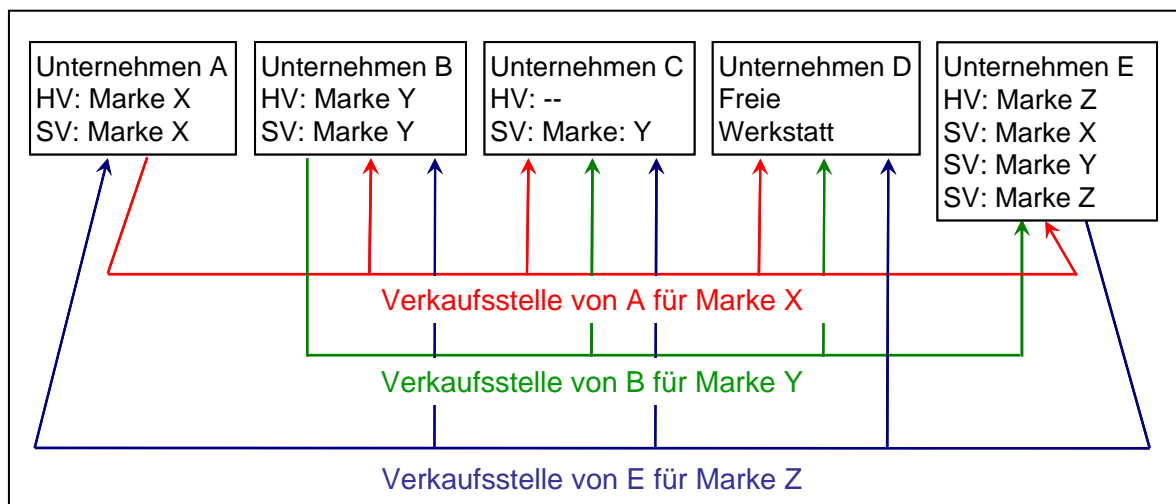 Unternehmen A
HV: Marke X
SV: Marke X
Unternehmen B
HV: Marke Y
SV: Marke Y
Unternehmen C
HV: --
SV: Marke: Y
Unternehmen D
Freie
Werkstatt
Unternehmen E
HV: Marke Z
SV: Marke X
SV: Marke Y
SV: Marke Z
Verkaufsstelle von A für Marke X
Verkaufsstelle von B für Marke Y
Verkaufsstelle von E für Marke Z